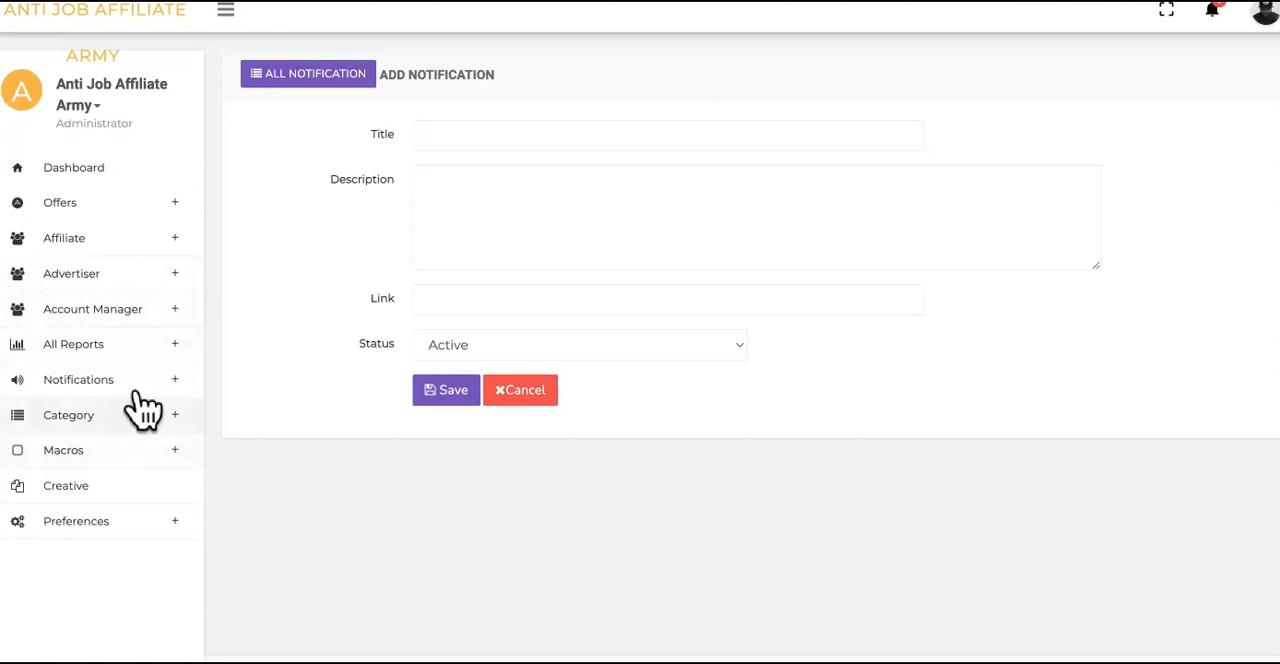 ANTI JOB AFFILIATE
ARMY
A
Anti Job Affiliate
Army
Administrator
Dashboard
Offers +
Affiliate +
Advertiser +
Account Manager +
All Reports +
Notifications +
Category +
Macros +
Creative
Preferences +
ALL NOTIFICATION ADD NOTIFICATION
Title
Description
Link
Status Active
Save Cancel